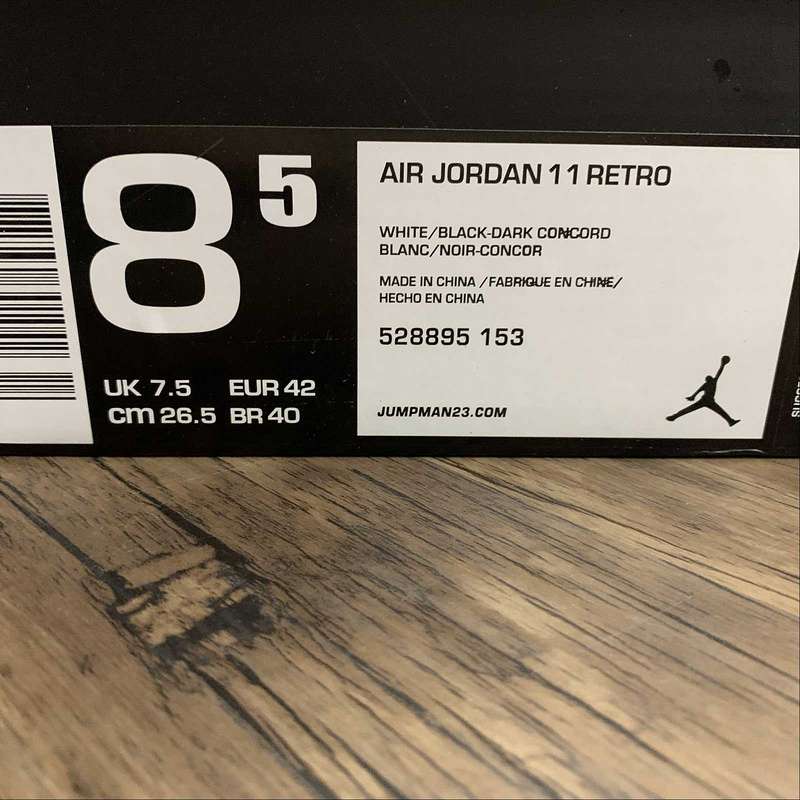 8 5
UK 7.5 EUR 42
cm 26.5 BR 40
AIR JORDAN 11 RETRO
WHITE/BLACK-DARK CONCORD
BLANC/NOIR-CONCOR
MADE IN CHINA /FABRIQUE EN CHINE/
HECHO EN CHINA
528895 153
JUMPMAN23.COM